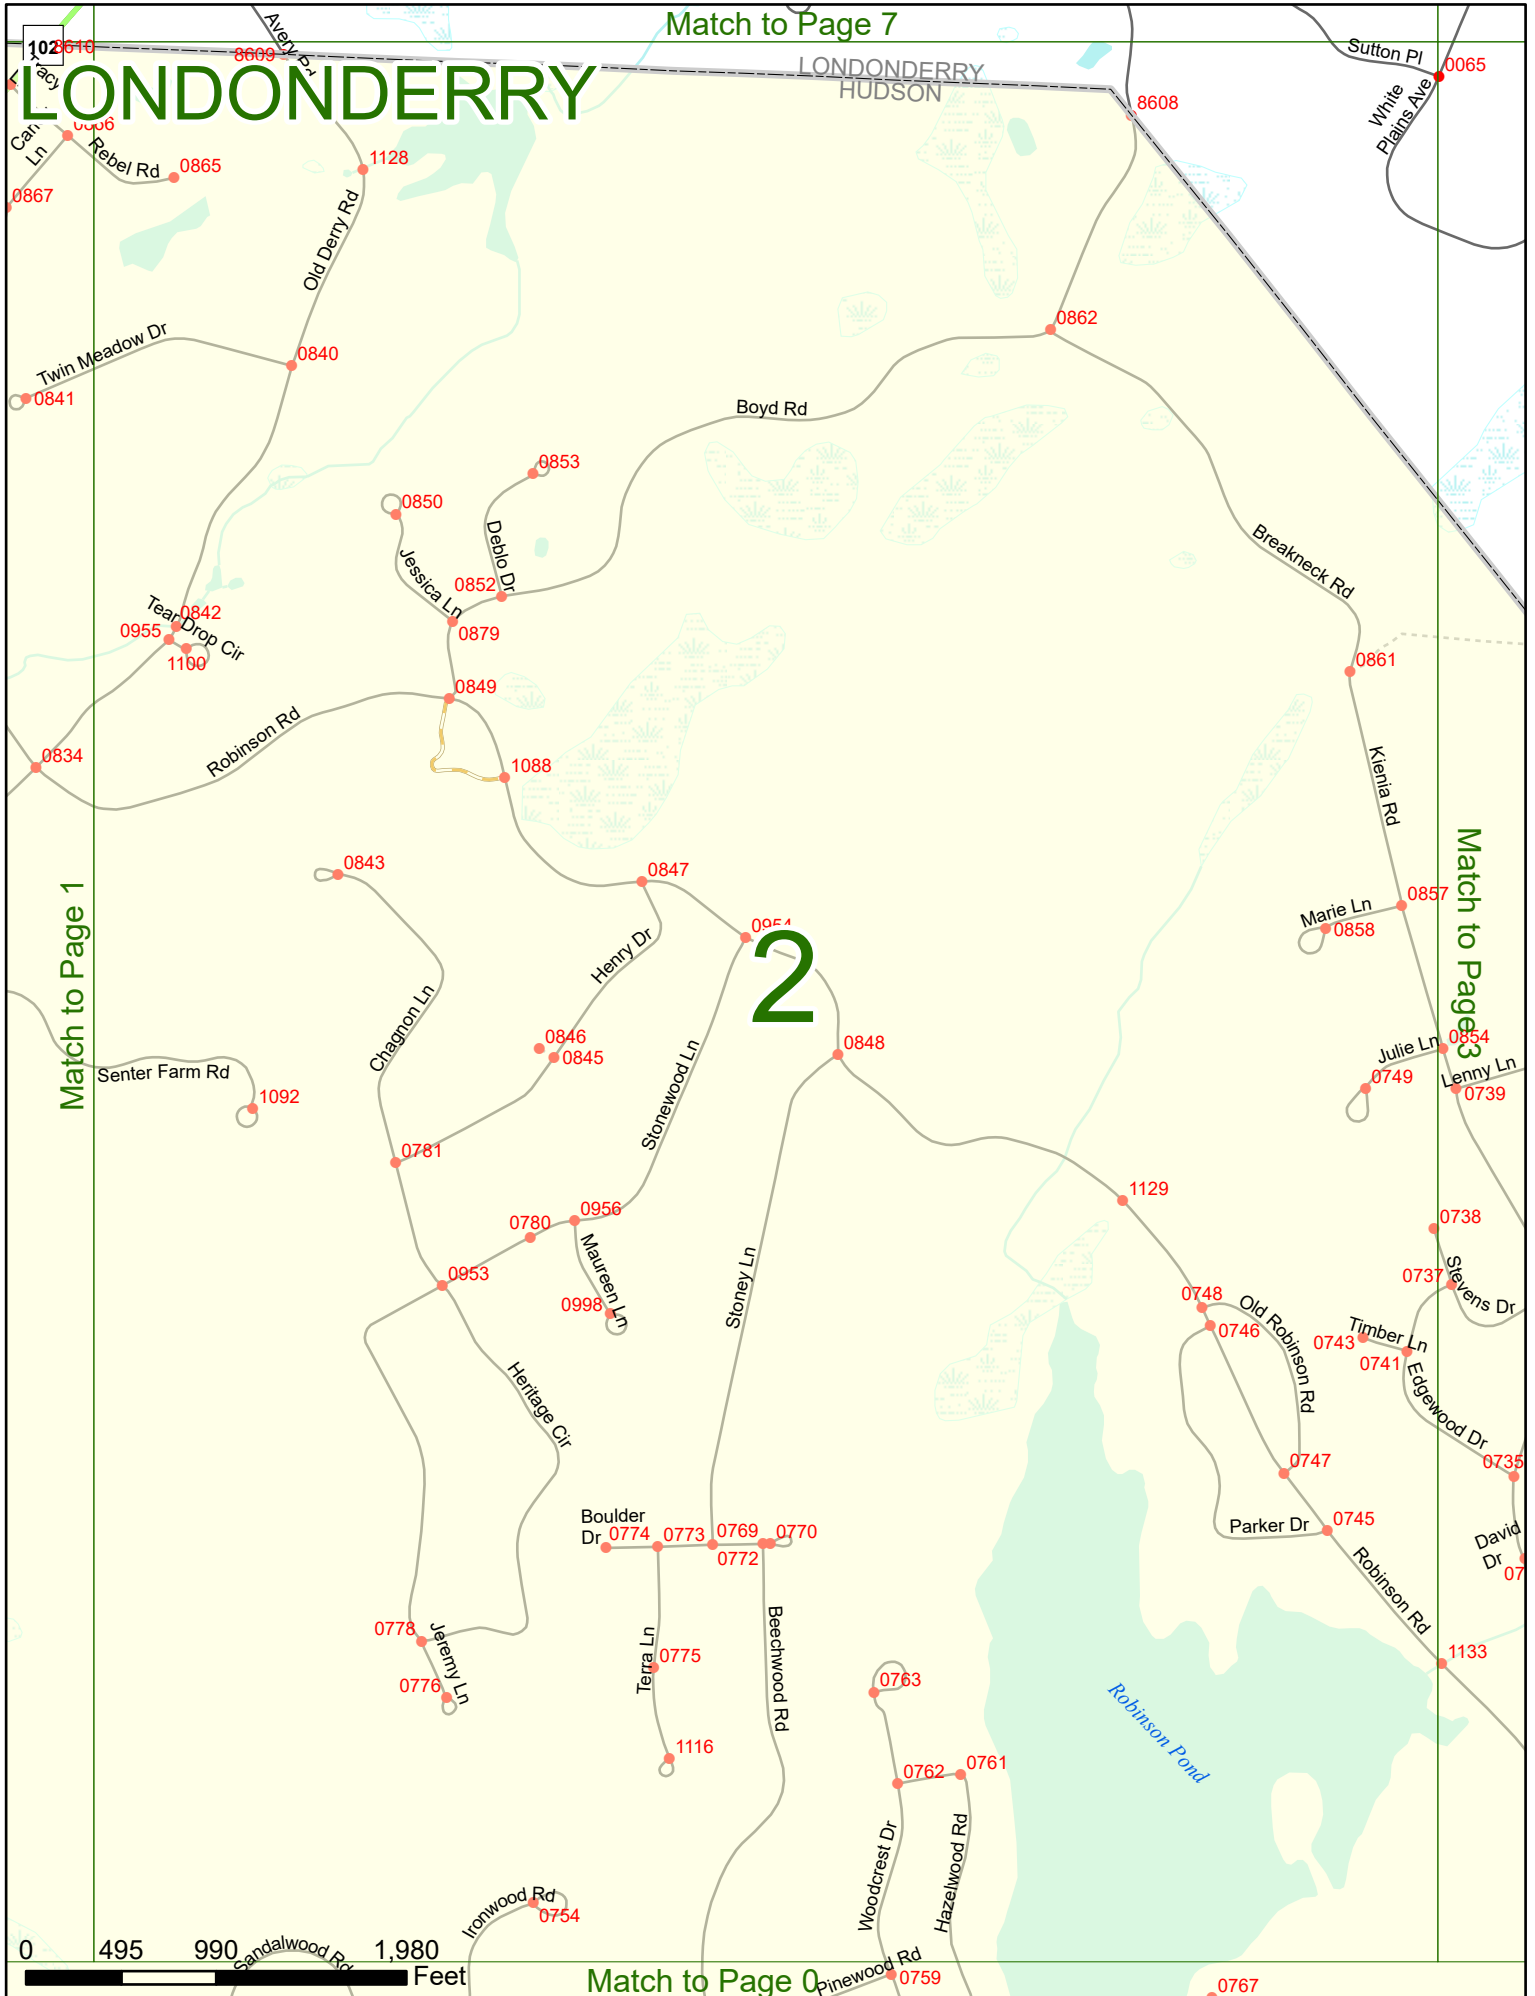 Match to Page 7
102
8610
Avery Rd
8609
LONDONDERRY
HUDSON
Sutton Pl
0065
White
Plains Ave
Tracy
LONDONDERRY
8608
0866
Ln
Rebel Rd
0865
1128
0867
Old Derry Rd
0862
0840
Twin Meadow Dr
0841
Boyd Rd
0853
0850
Deblo Dr
Jessica Ln
0852
Breakneck Rd
0842
Tear Drop Cir
0955
1100
0879
0861
0849
Robinson Rd
0834
1088
Kienia Rd
0843
0847
0857
Marie Ln
0858
0954
2
Henry Dr
Match to Page 1
Match to Page 3
Chagnon Ln
0846
0845
0848
0854
Julie Ln
0749
Lenny Ln
0739
Senter Farm Rd
1092
Stonewood Ln
0781
1129
0956
0780
0738
Maureen Ln
Stoney Ln
0953
0998
0737
Stevens Dr
0748
0746
Old Robinson Rd
Timber Ln
0743
0741
Heritage Cir
Edgewood Dr
0747
0735
Boulder
Dr
0774
0773
0769
0770
0772
Parker Dr
0745
David
Dr
07
Robinson Rd
0778
Jeremy Ln
0776
Terra Ln
0775
Beechwood Rd
0763
1133
Robinson Pond
1116
0762
0761
Woodcrest Dr
Hazelwood Rd
Ironwood Rd
0754
Sandalwood Rd
0 495 990 1,980
Feet
Match to Page 0
Pinewood Rd
0759
0767